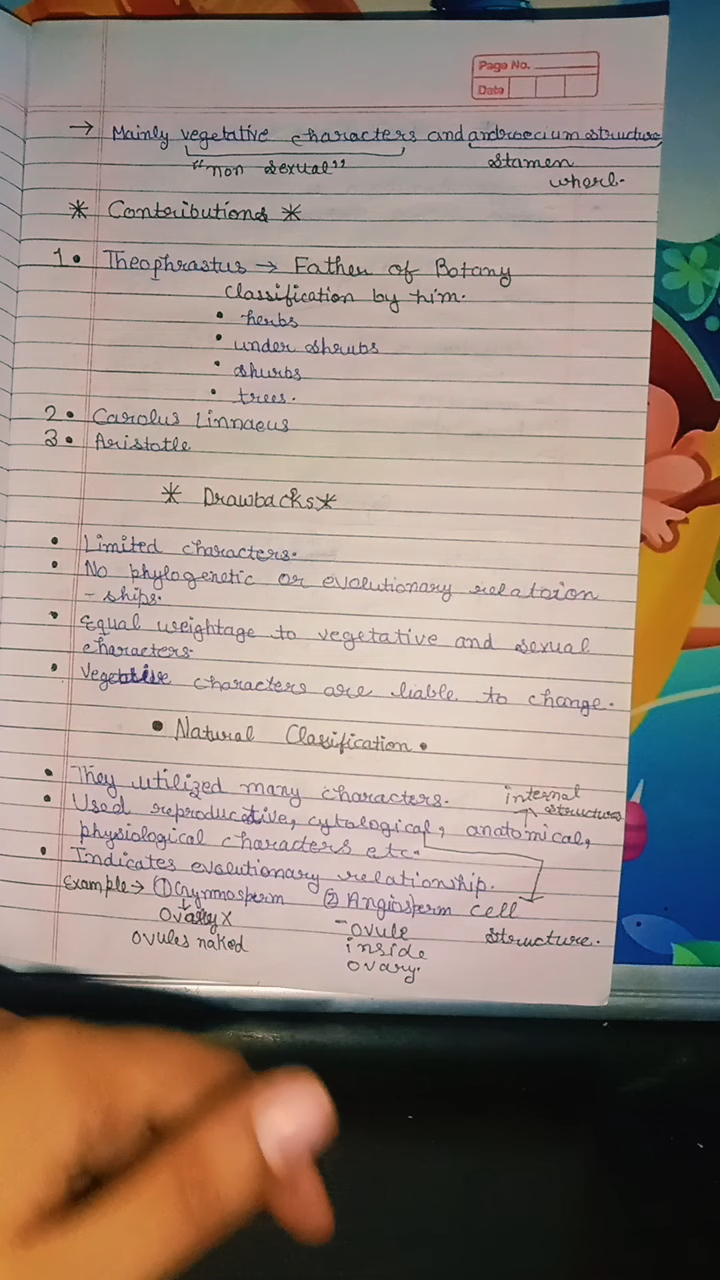 Page No.
Date
→ Mainly vegetative characters and androecium structure
"non sexual" stamen
wherl.
* Contributions *
1. Theophrastus → Father of Botany
classification by him.
• herbs
• under shrubs
• shurbs
• trees.
2. Carolus Linnaeus
3. Aristotle
* Drawbacks *
• Limited characters.
• No phylogenetic or evolutionary relatoion
- ships.
• Equal weightage to vegetative and sexual
characters.
• Vegetative characters are liable to change.
• Natural Classification •
• They utilized many characters. internal
structures
• Used reproductive, cytological, anatomical,
physiological characters etc.
• Indicates evolutionary relationship.
Example → ① Gymnosperm ② Angiosperm cell
ovary x - ovule structure.
ovules naked inside
ovary.